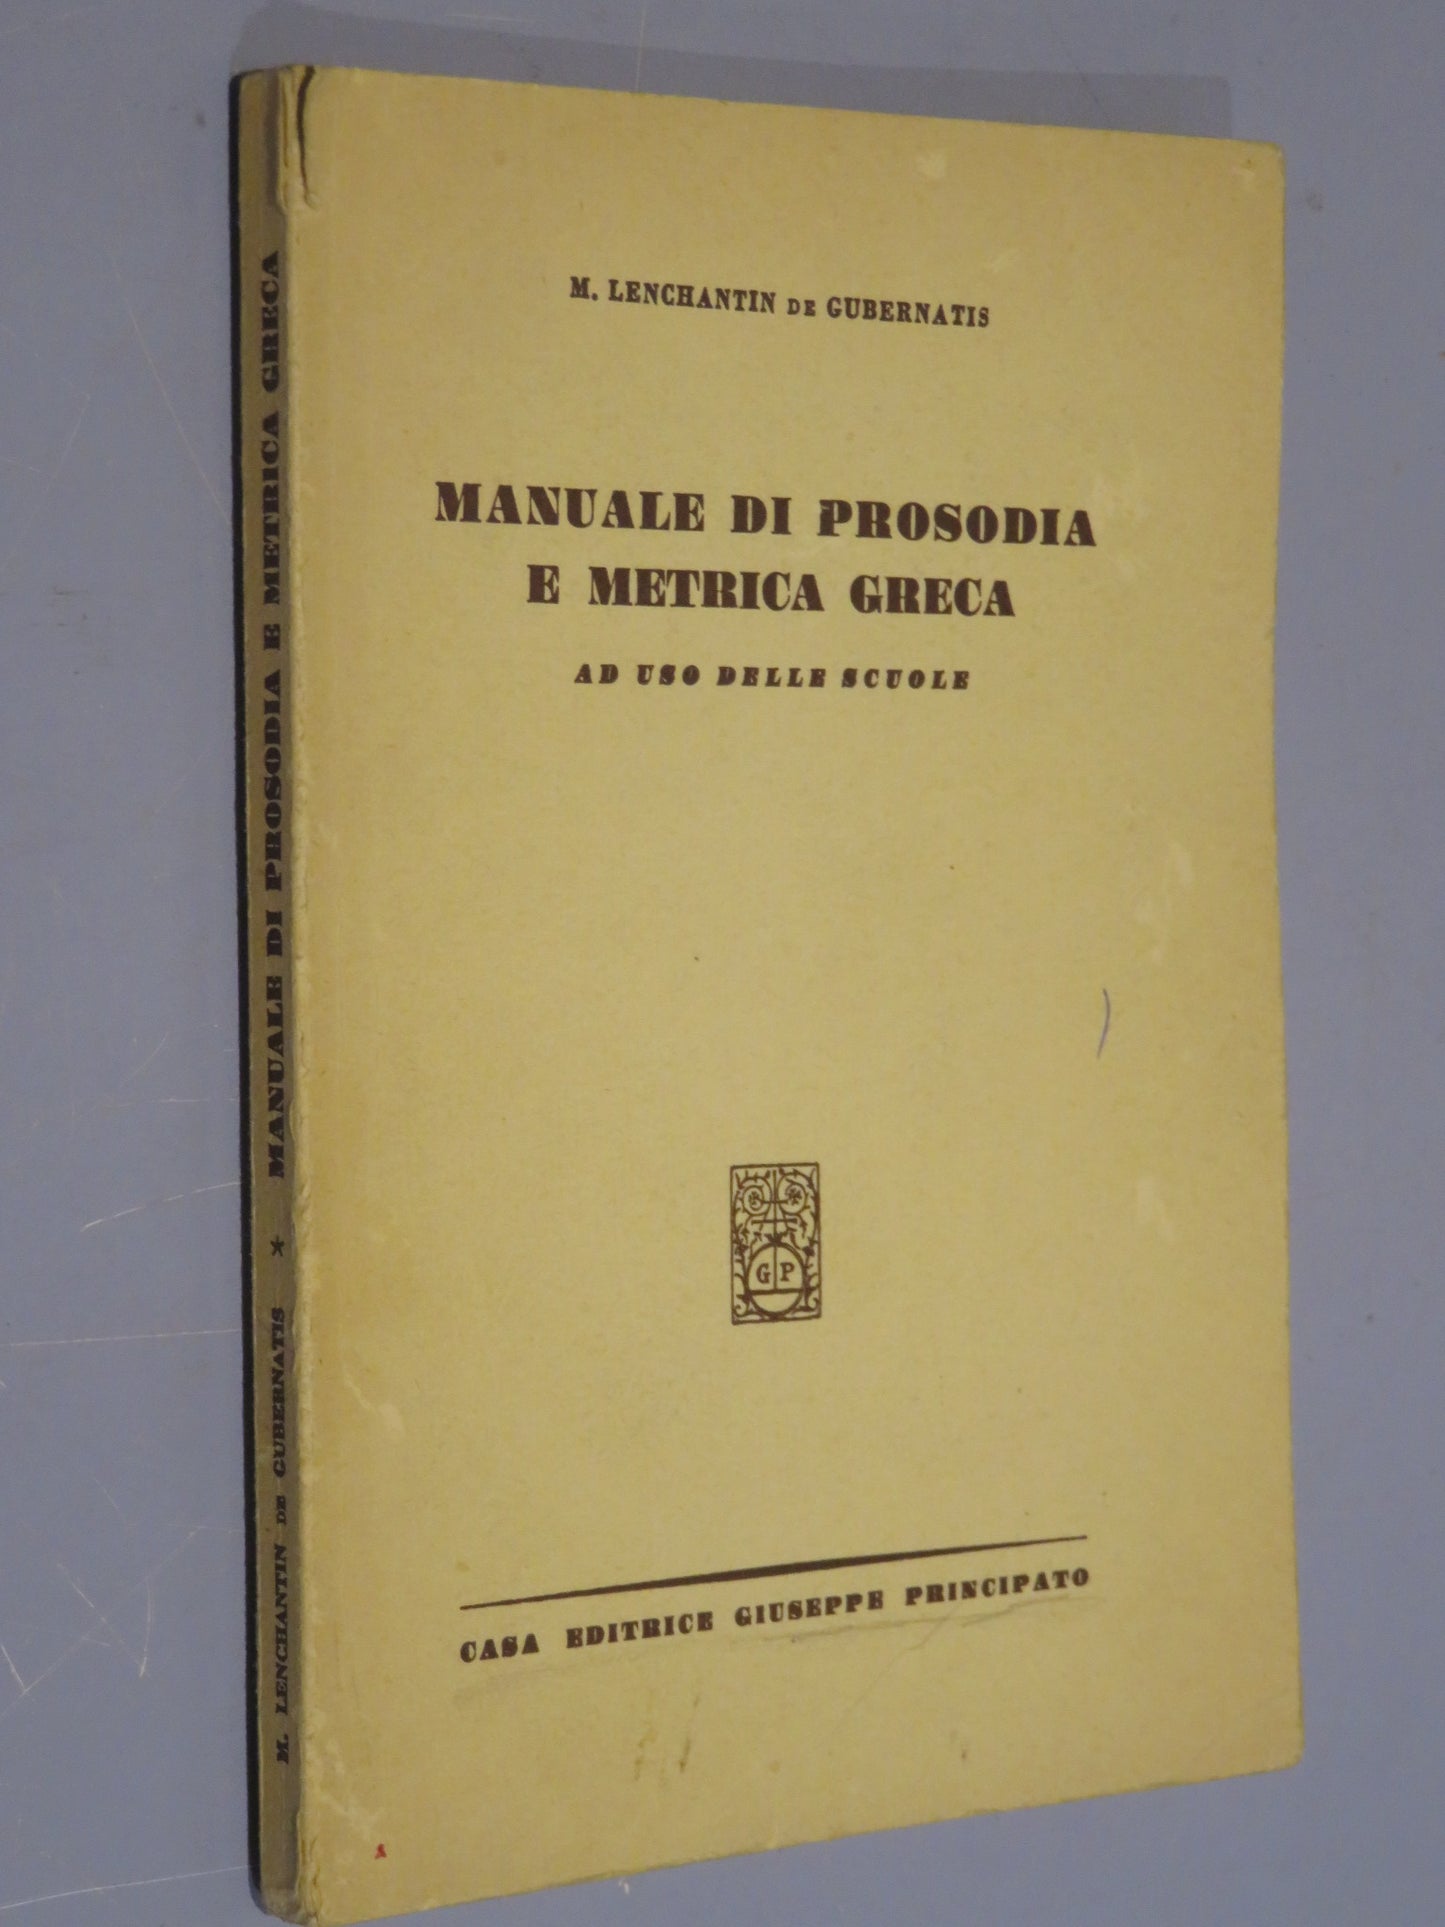 M. LENCHANTIN DE GUBERNATIS
MANUALE DI PROSODIA
E METRICA GRECA
AD USO DELLE SCUOLE
G P
CASA EDITRICE GIUSEPPE PRINCIPATO
M. LENCHANTIN DE GUBERNATIS ★ MANUALE DI PROSODIA E METRICA GRECA